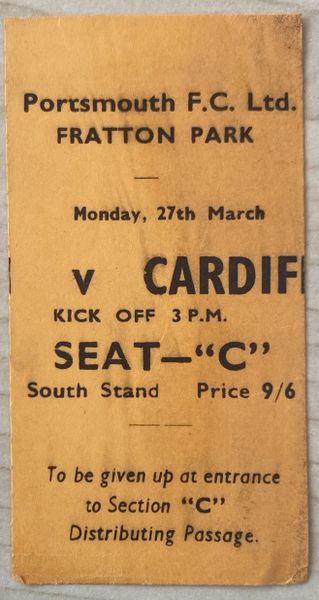 Portsmouth F.C. Ltd.
FRATTON PARK
Monday, 27th March
v CARDIF
KICK OFF 3 P.M.
SEAT—“C”
South Stand Price 9/6
To be given up at entrance
to Section “C”
Distributing Passage.